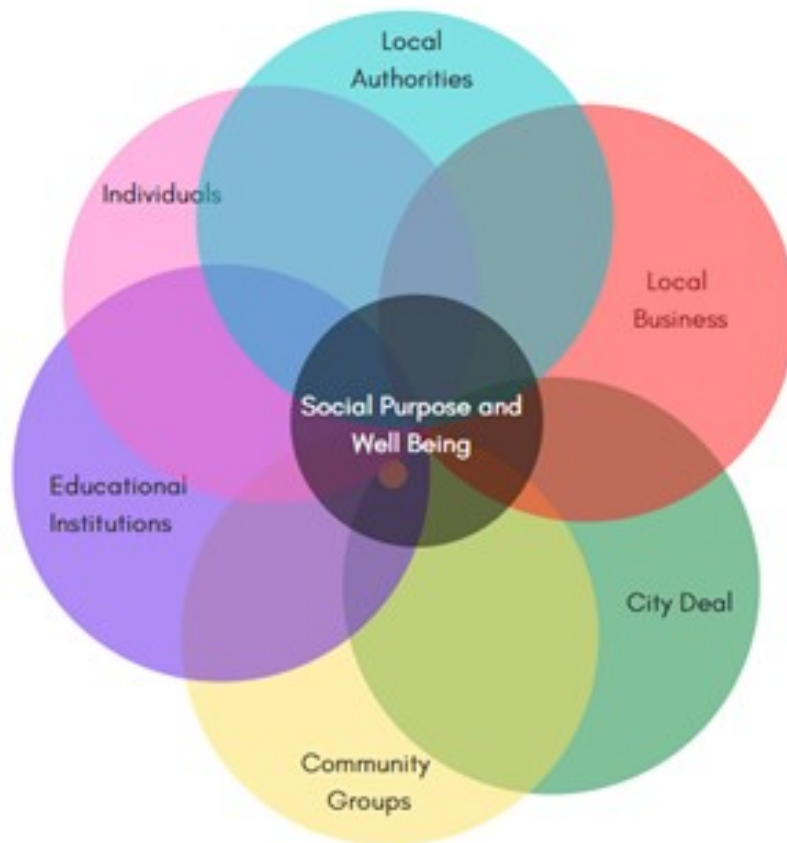 Local
Authorities
Individuals
Local
Business
Social Purpose and
Well Being
Educational
Institutions
City Deal
Community
Groups